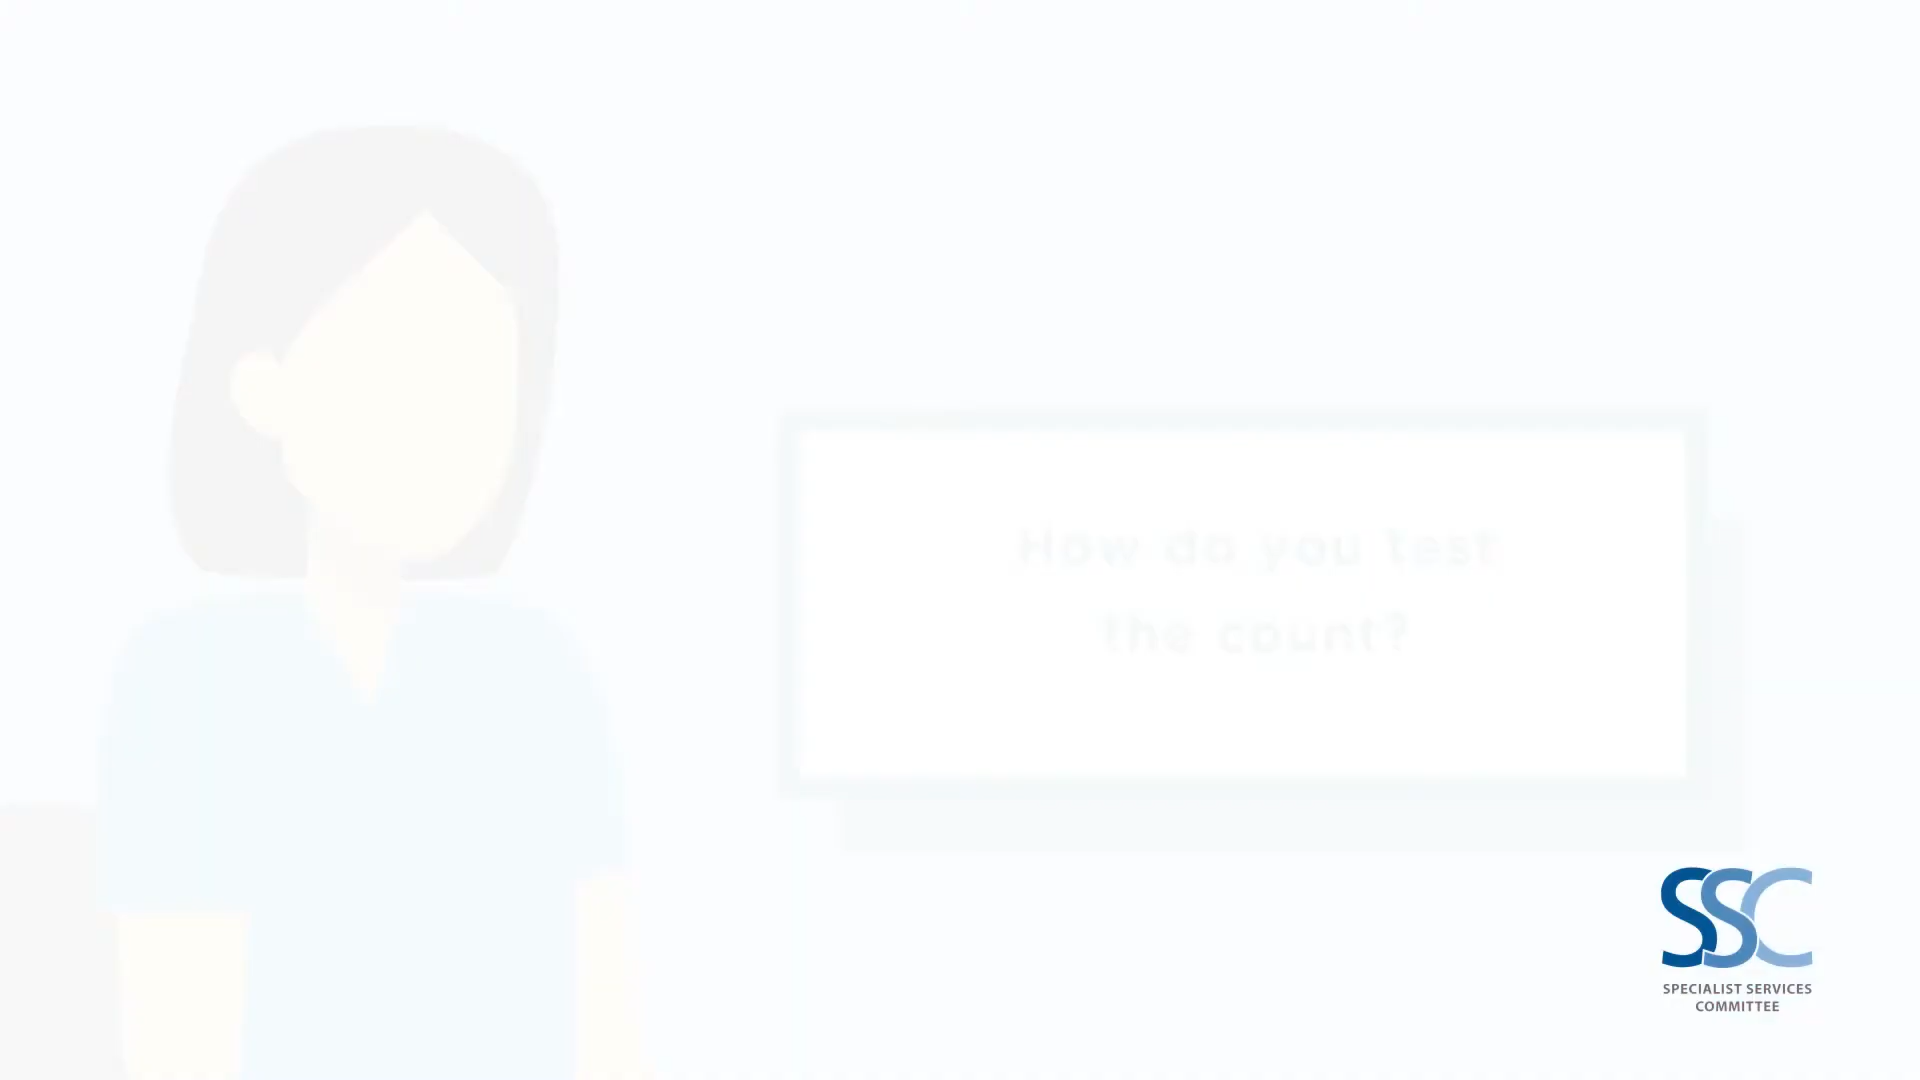 How do you test
the count?
SSC
SPECIALIST SERVICES
COMMITTEE